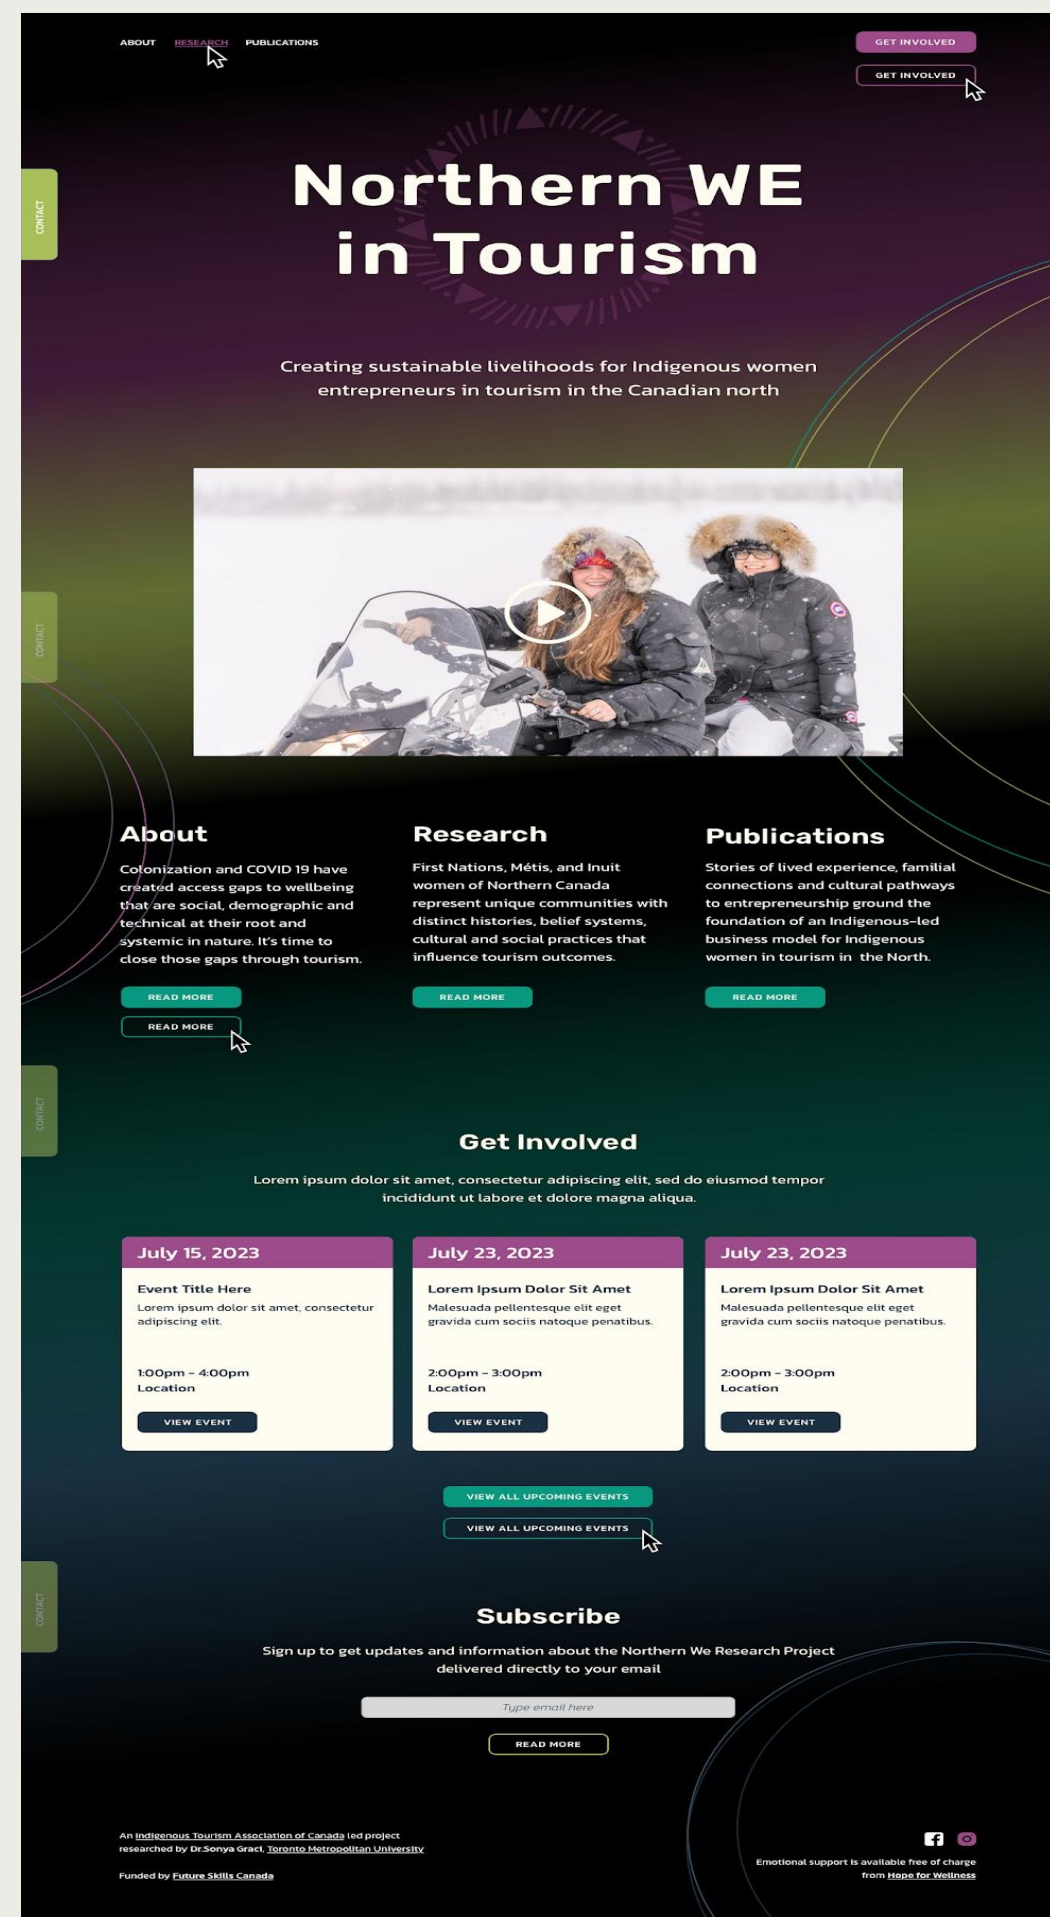 ABOUT RESEARCH PUBLICATIONS
GET INVOLVED
GET INVOLVED
CONTACT
Northern WE
in Tourism
Creating sustainable livelihoods for Indigenous women
entrepreneurs in tourism in the Canadian north
CONTACT
About
Colonization and COVID 19 have
created access gaps to wellbeing
that are social, demographic and
technical at their root and
systemic in nature. It's time to
close those gaps through tourism.
READ MORE
READ MORE
Research
First Nations, Métis, and Inuit
women of Northern Canada
represent unique communities with
distinct histories, belief systems,
cultural and social practices that
influence tourism outcomes.
READ MORE
Publications
Stories of lived experience, familial
connections and cultural pathways
to entrepreneurship ground the
foundation of an Indigenous-led
business model for Indigenous
women in tourism in the North.
READ MORE
CONTACT
Get Involved
Lorem ipsum dolor sit amet, consectetur adipiscing elit, sed do eiusmod tempor
incididunt ut labore et dolore magna aliqua.
July 15, 2023
Event Title Here
Lorem ipsum dolor sit amet, consectetur
adipiscing elit.
1:00pm - 4:00pm
Location
VIEW EVENT
July 23, 2023
Lorem Ipsum Dolor Sit Amet
Malesuada pellentesque elit eget
gravida cum sociis natoque penatibus.
2:00pm - 3:00pm
Location
VIEW EVENT
July 23, 2023
Lorem Ipsum Dolor Sit Amet
Malesuada pellentesque elit eget
gravida cum sociis natoque penatibus.
2:00pm - 3:00pm
Location
VIEW EVENT
VIEW ALL UPCOMING EVENTS
VIEW ALL UPCOMING EVENTS
CONTACT
Subscribe
Sign up to get updates and information about the Northern We Research Project
delivered directly to your email
Type email here
READ MORE
An Indigenous Tourism Association of Canada led project
researched by Dr.Sonya Graci, Toronto Metropolitan University
Funded by Future Skills Canada
Emotional support is available free of charge
from Hope for Wellness